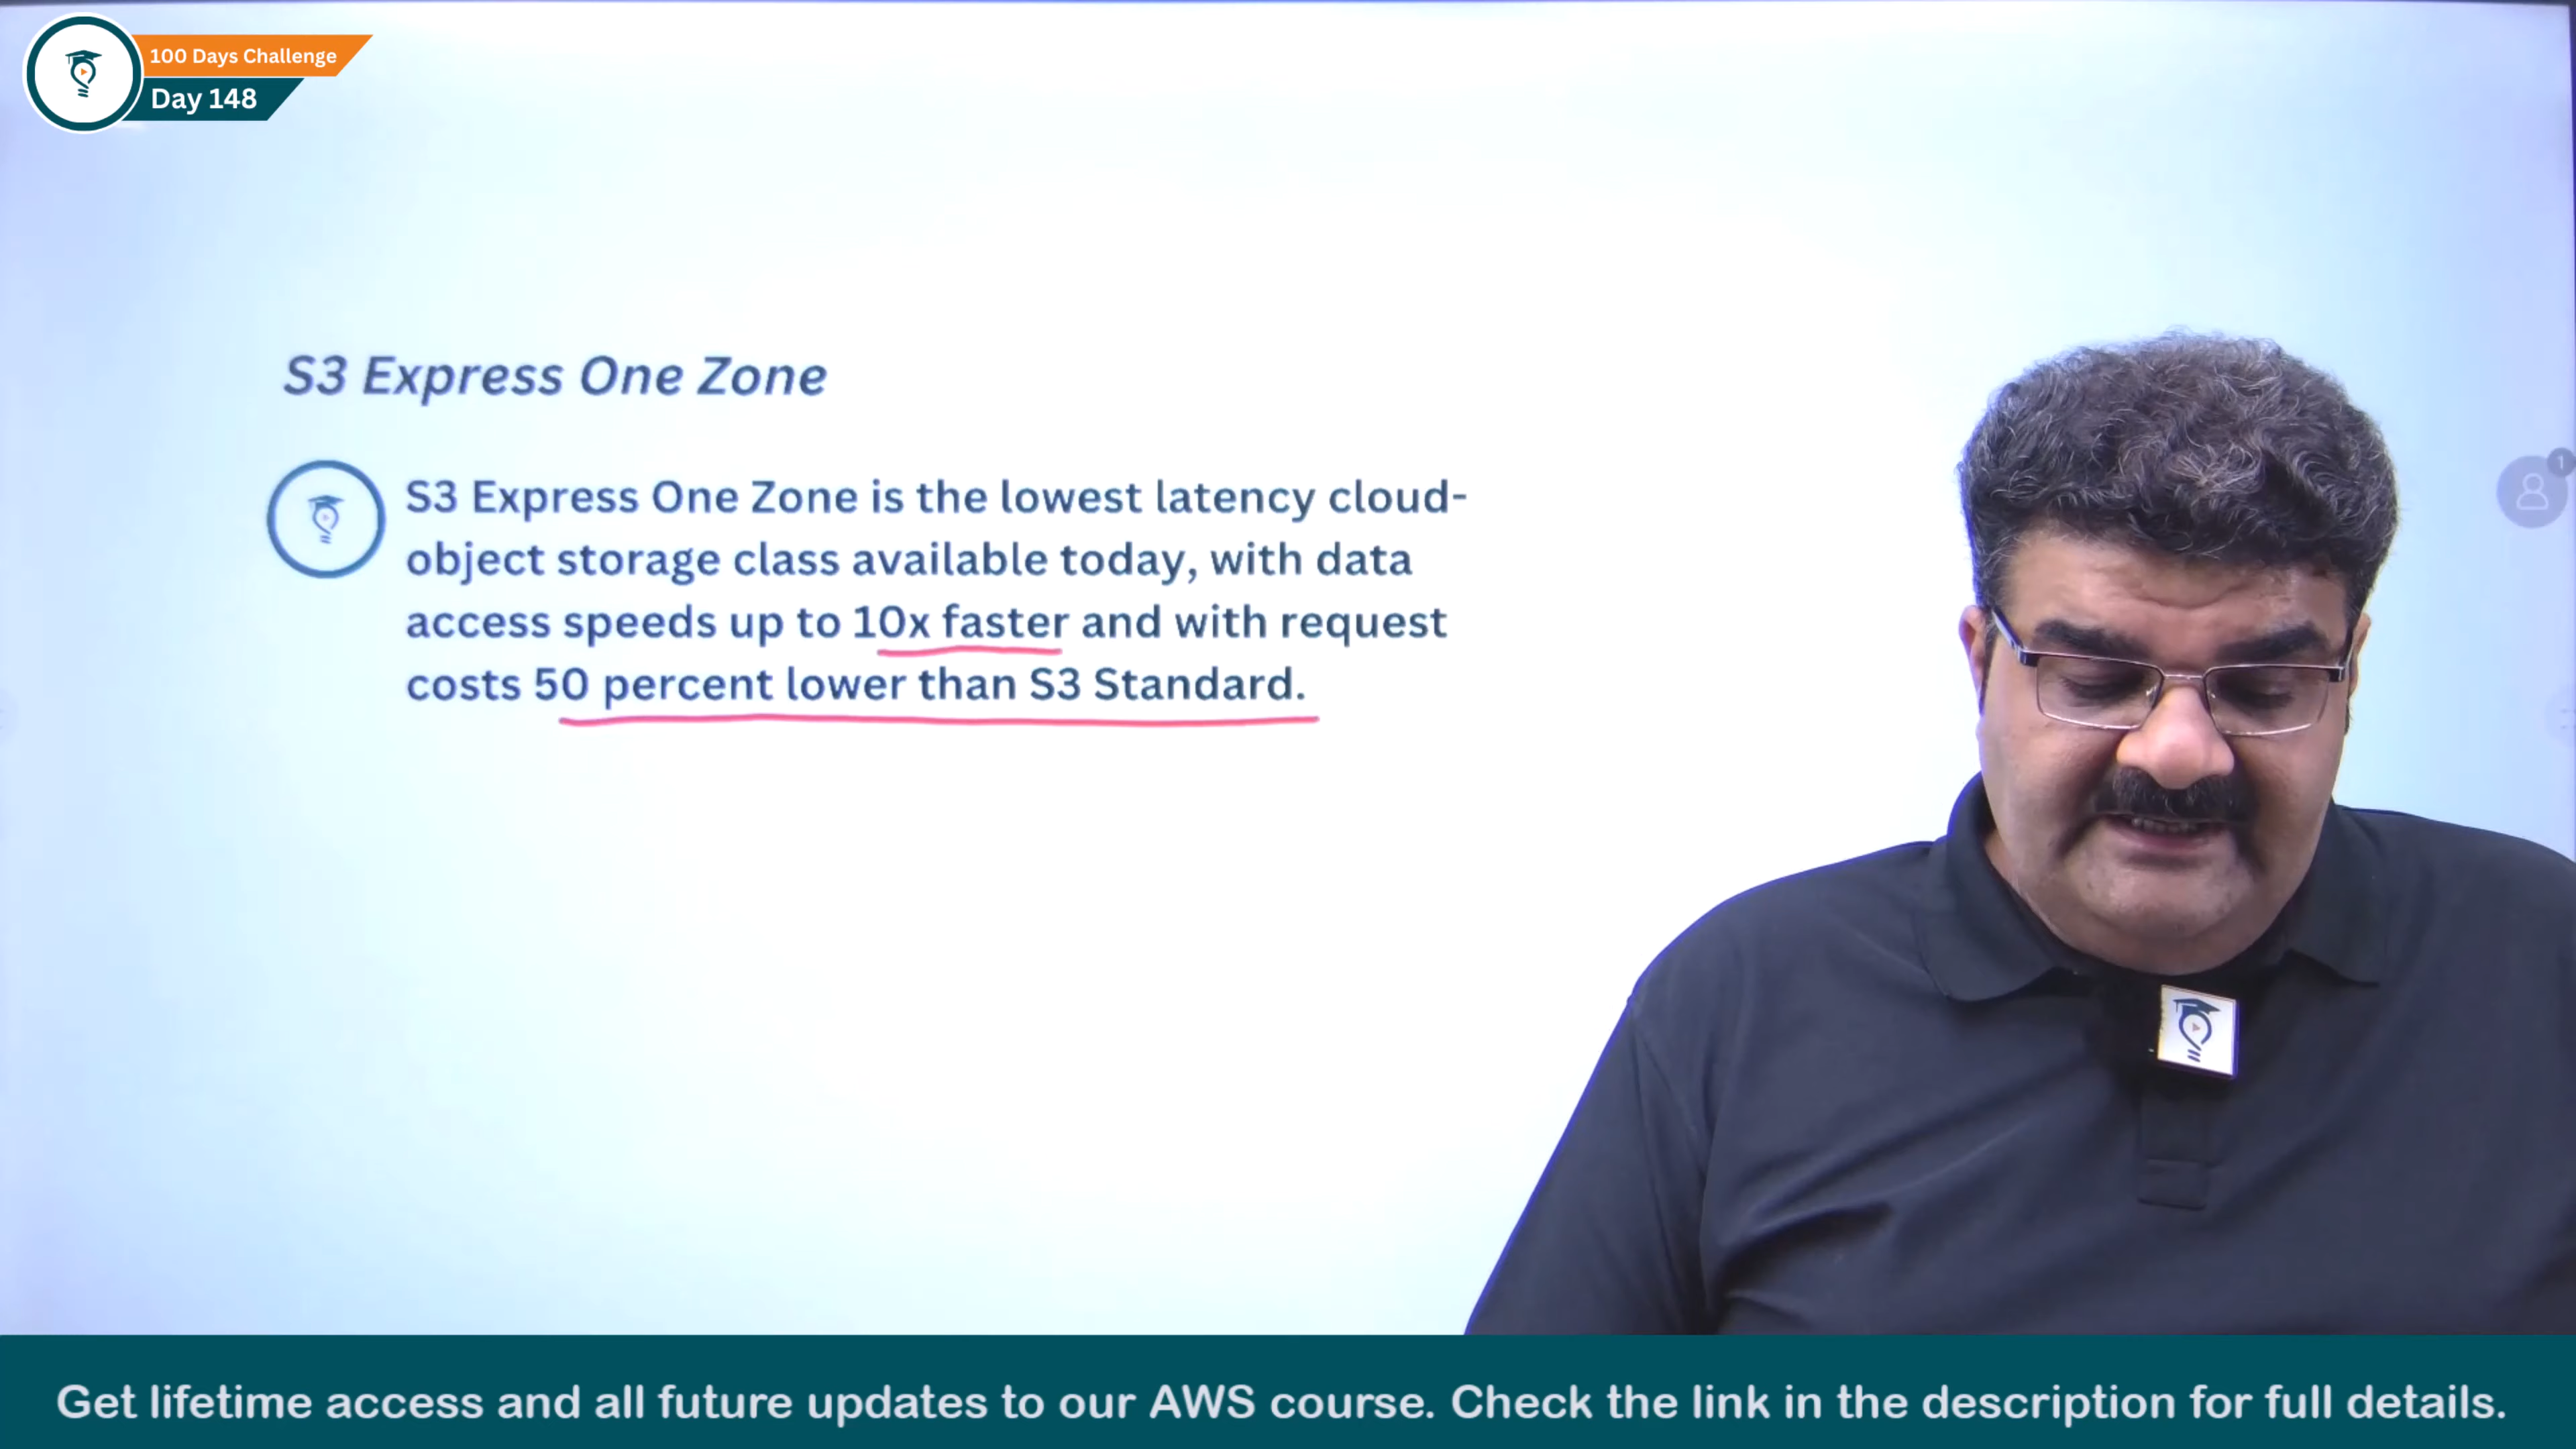 100 Days Challenge
Day 148
S3 Express One Zone
S3 Express One Zone is the lowest latency cloud-
object storage class available today, with data
access speeds up to 10x faster and with request
costs 50 percent lower than S3 Standard.
1
Get lifetime access and all future updates to our AWS course. Check the link in the description for full details.